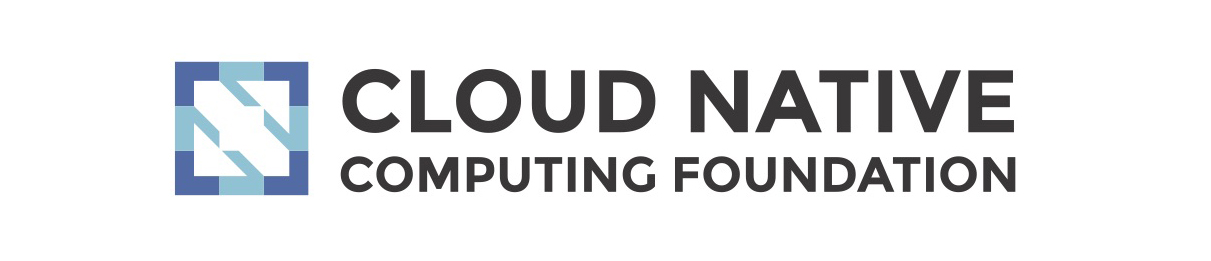 CLOUD NATIVE
COMPUTING FOUNDATION